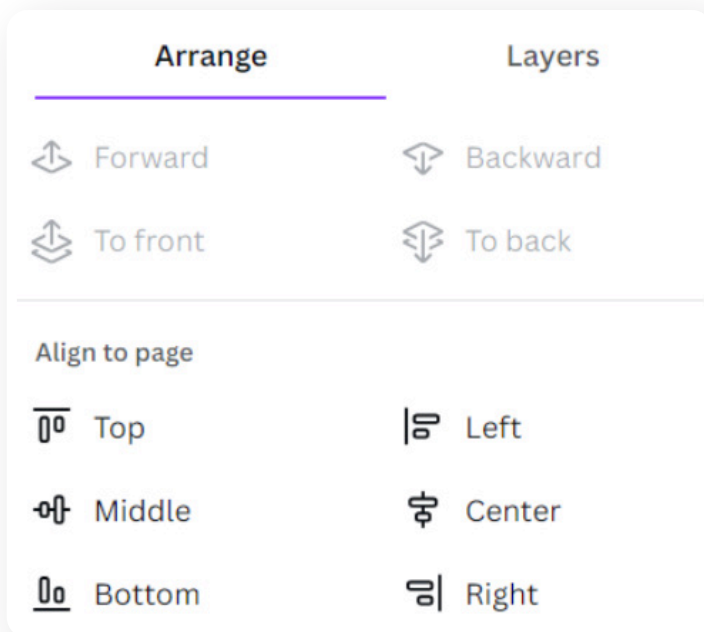 Arrange Layers
Forward Backward
To front To back
Align to page
Top Left
Middle Center
Bottom Right